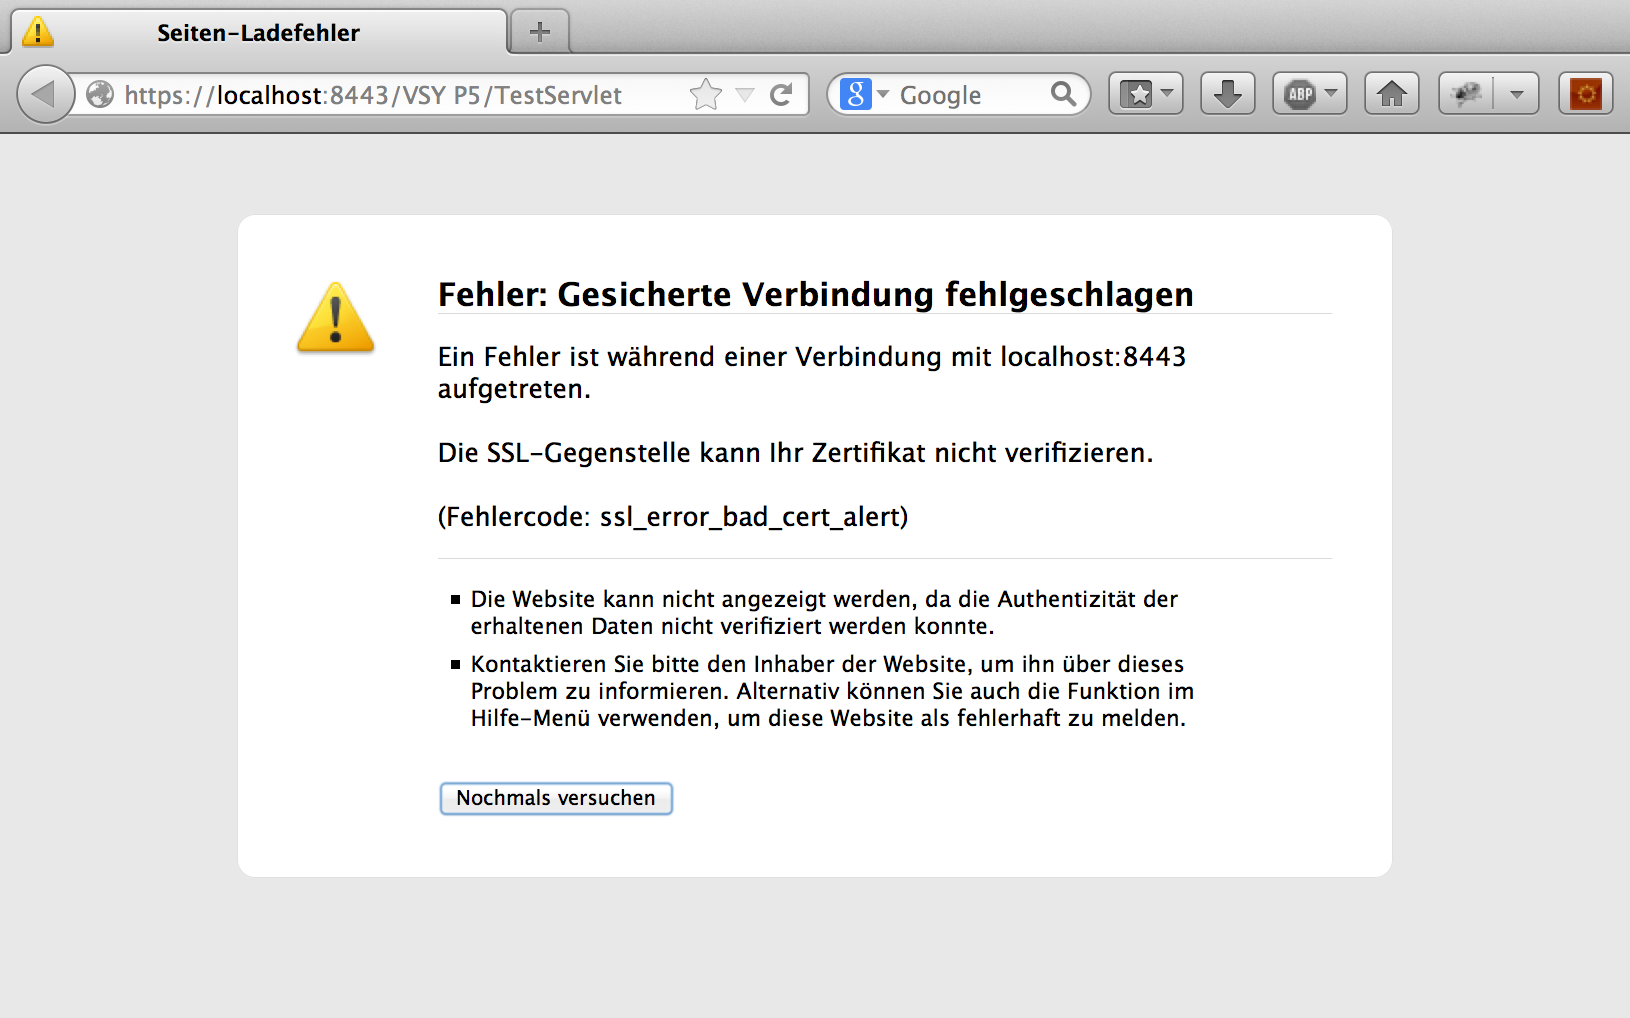 Seiten-Ladefehler
https://localhost:8443/VSY P5/TestServlet
g
Google
ABP
Fehler: Gesicherte Verbindung fehlgeschlagen
Ein Fehler ist während einer Verbindung mit localhost:8443
aufgetreten.
Die SSL-Gegenstelle kann Ihr Zertifikat nicht verifizieren.
(Fehlercode: ssl_error_bad_cert_alert)
Die Website kann nicht angezeigt werden, da die Authentizität der
erhaltenen Daten nicht verifiziert werden konnte.
Kontaktieren Sie bitte den Inhaber der Website, um ihn über dieses
Problem zu informieren. Alternativ können Sie auch die Funktion im
Hilfe-Menü verwenden, um diese Website als fehlerhaft zu melden.
Nochmals versuchen